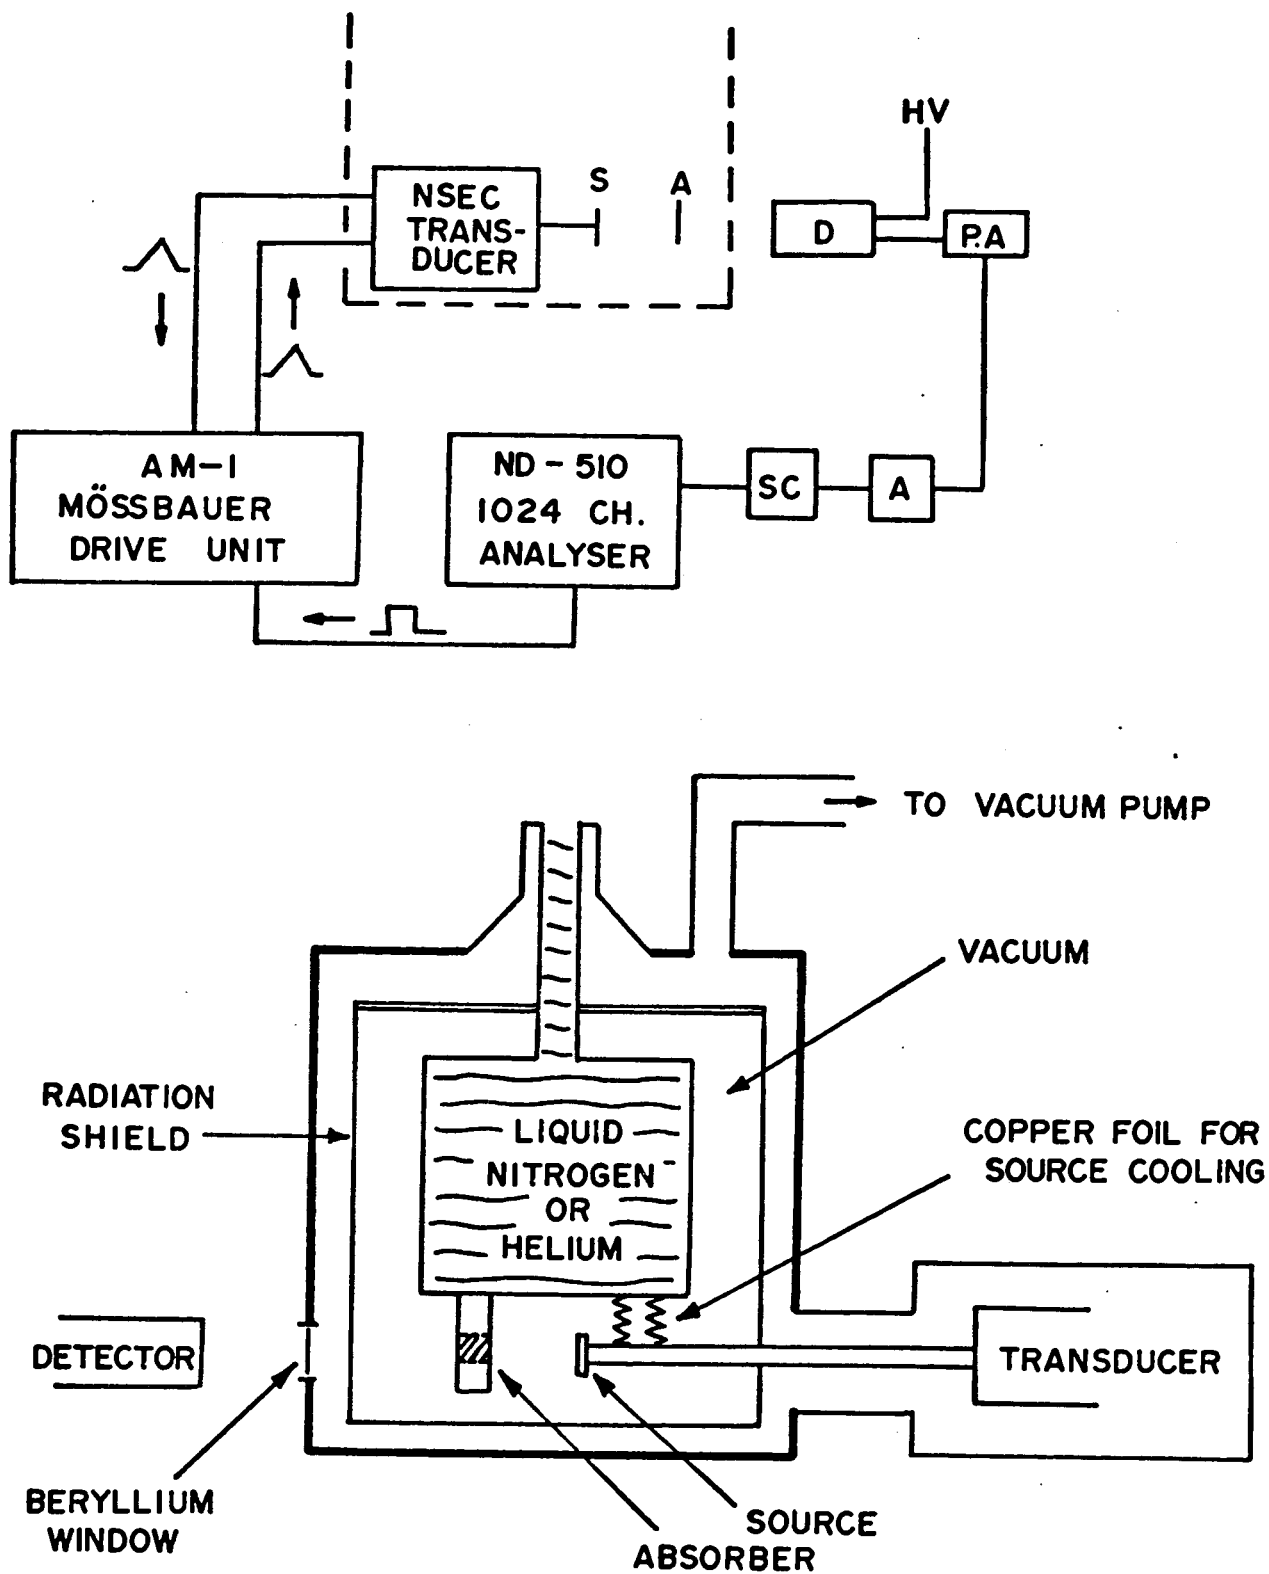 HV
NSEC
TRANS-
DUCER
S
A
D
P.A
AM-1
MÖSSBAUER
DRIVE UNIT
ND-510
1024 CH.
ANALYSER
SC
A
TO VACUUM PUMP
VACUUM
RADIATION
SHIELD
LIQUID
NITROGEN
OR
HELIUM
COPPER FOIL FOR
SOURCE COOLING
DETECTOR
TRANSDUCER
BERYLLIUM
WINDOW
SOURCE
ABSORBER